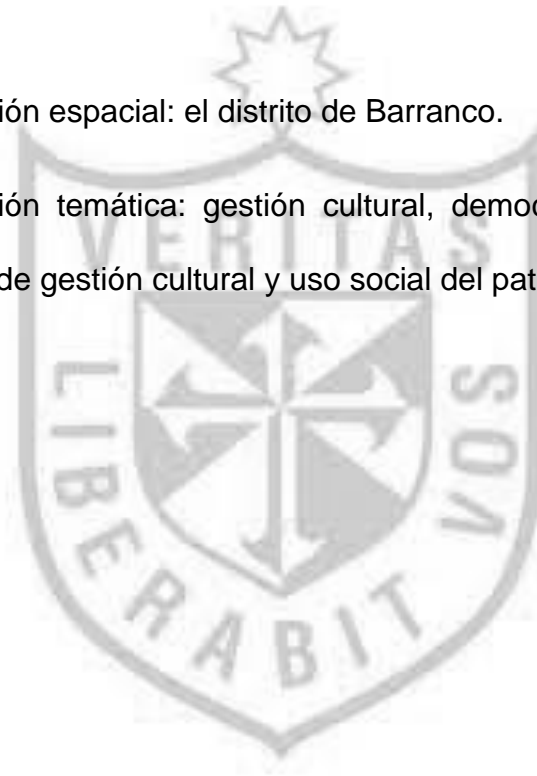 ión espacial: el distrito de Barranco.
ión temática: gestión cultural, democ
de gestión cultural y uso social del pat
VERITAS
LIBERABIT VOS